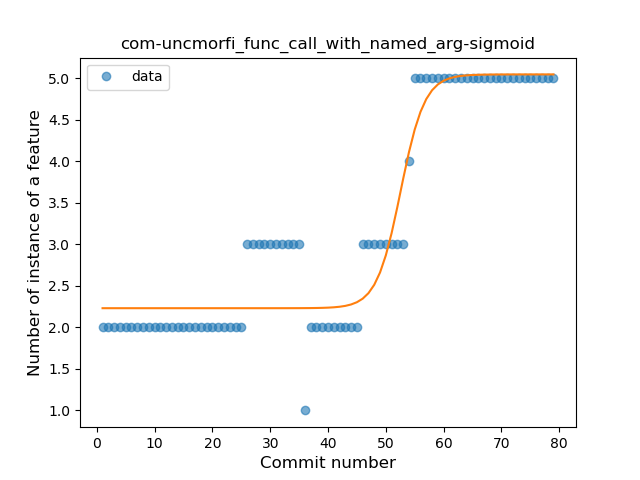 com-uncmorfi_func_call_with_named_arg-sigmoid
data
Number of instance of a feature
5.0
4.5
4.0
3.5
3.0
2.5
2.0
1.5
1.0
0 10 20 30 40 50 60 70 80
Commit number